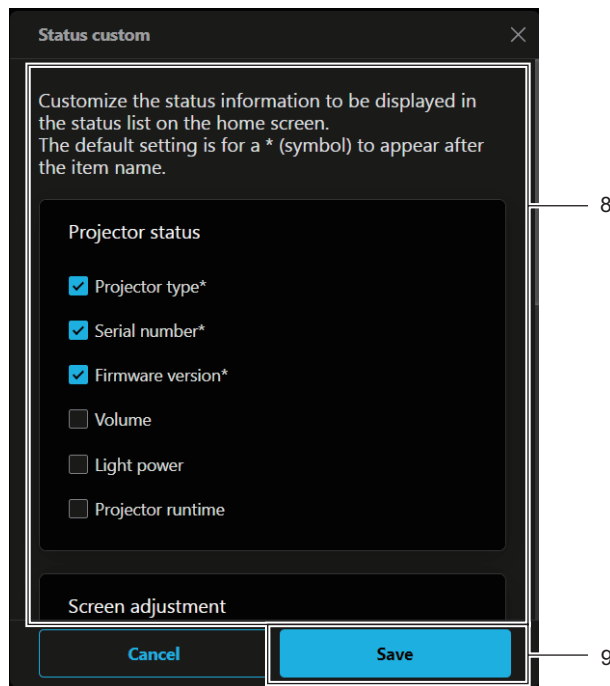 Status custom
Customize the status information to be displayed in
the status list on the home screen.
The default setting is for a * (symbol) to appear after
the item name.
8
Projector status
Projector type*
Serial number*
Firmware version*
Volume
Light power
Projector runtime
Screen adjustment
Cancel
Save
9